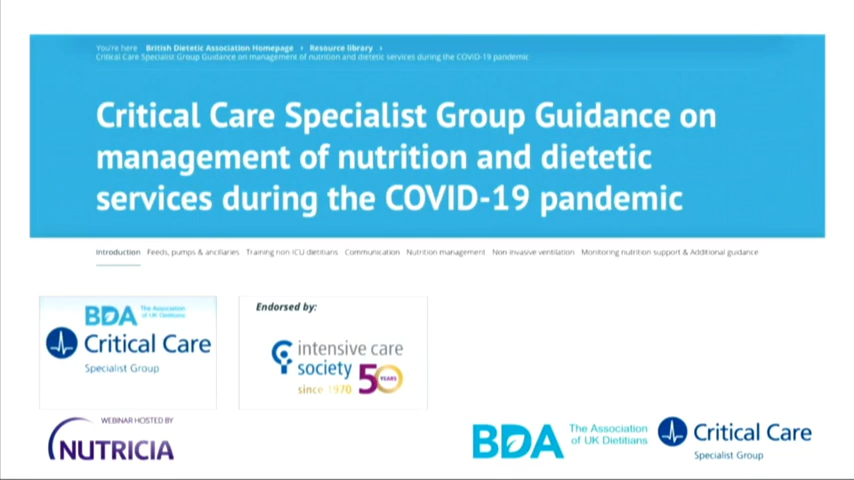 You're here British Dietetic Association Homepage › Resource library ›
Critical Care Specialist Group Guidance on management of nutrition and dietetic services during the COVID-19 pandemic
Critical Care Specialist Group Guidance on
management of nutrition and dietetic
services during the COVID-19 pandemic
Introduction Feeds, pumps & ancillaries Training non ICU dietitians Communication Nutrition management Non invasive ventilation Monitoring nutrition support & Additional guidance
BDA The Association
of UK Dietitians
Critical Care
Specialist Group
Endorsed by:
intensive care
society
since 1970 50 YEARS
WEBINAR HOSTED BY
NUTRICIA
BDA The Association
of UK Dietitians
Critical Care
Specialist Group